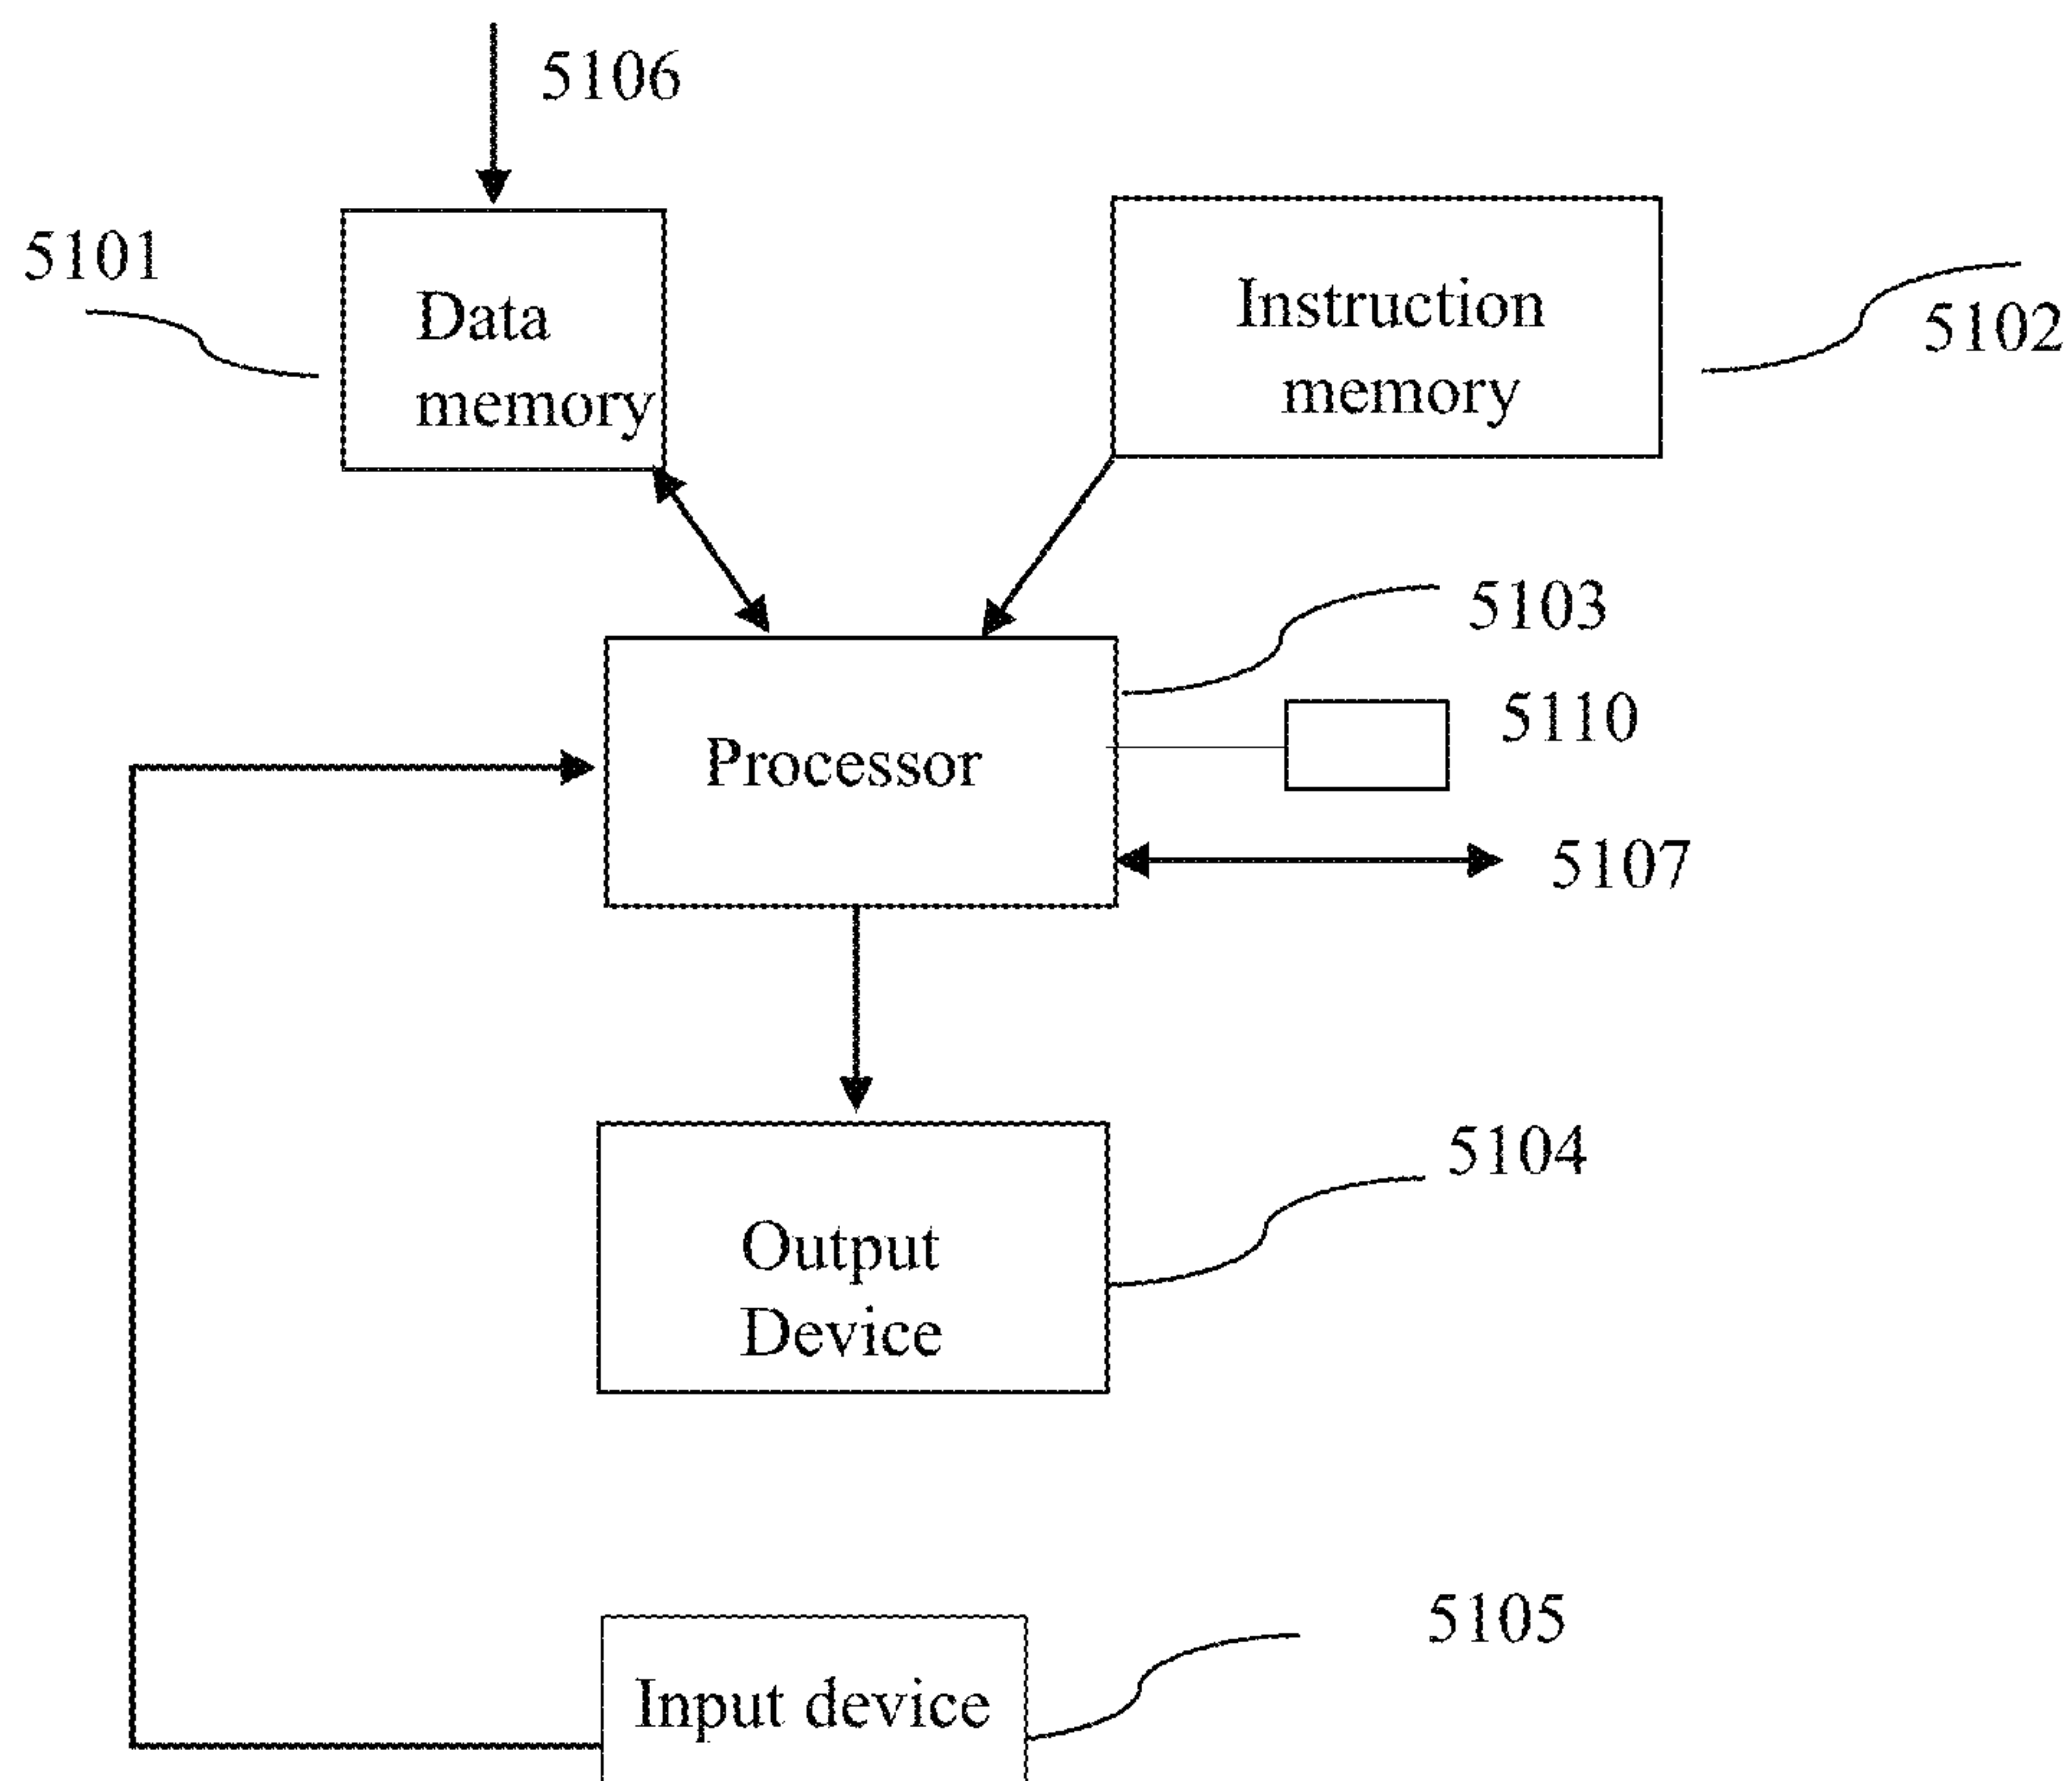 5106
5101
Data
memory
Instruction
memory
5102
5103
5110
Processor
5107
5104
Output
Device
5105
Input device